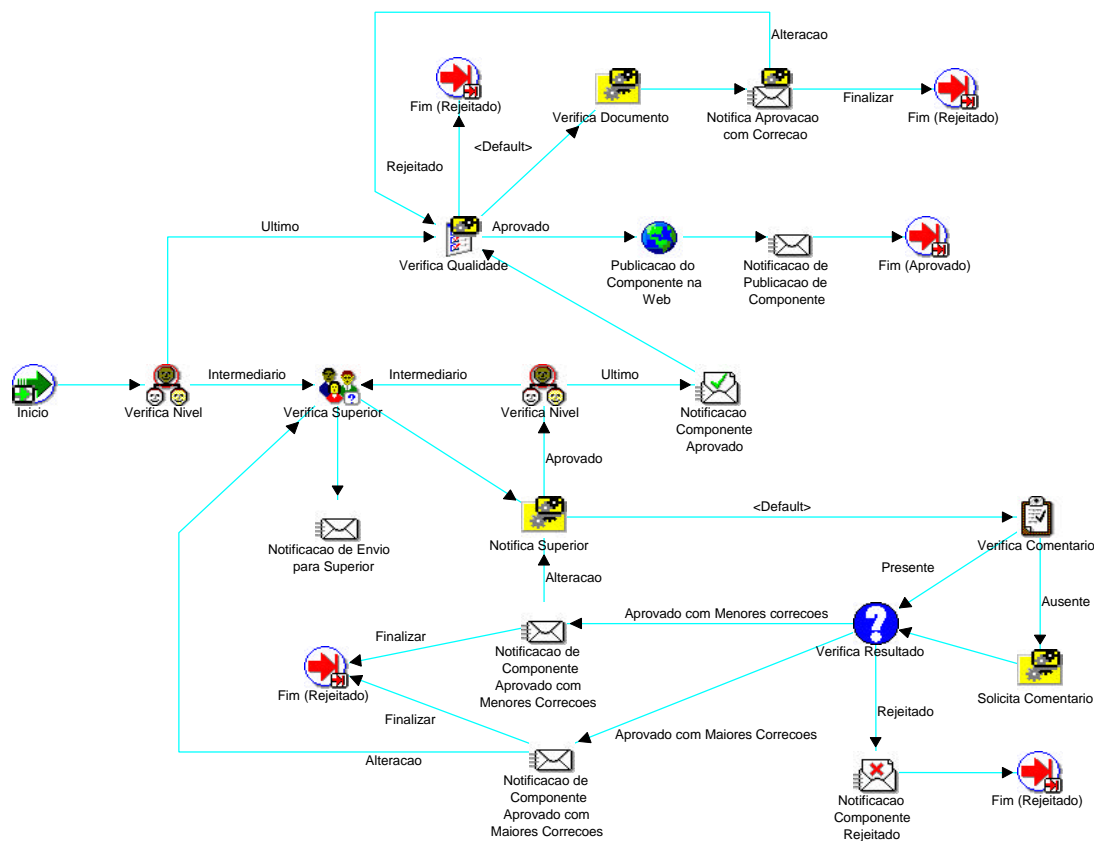 Alteracao
Fim (Rejeitado)
Verifica Documento
Notifica Aprovacao
com Correcao
Finalizar
Fim (Rejeitado)
<Default>
Rejeitado
Ultimo
Verifica Qualidade
Aprovado
Publicacao do
Componente na
Web
Notificacao de
Publicacao de
Componente
Fim (Aprovado)
Inicio
Verifica Nivel
Intermediario
Verifica Superior
Intermediario
Verifica Nivel
Ultimo
Notificacao
Componente
Aprovado
Aprovado
Notificacao de Envio
para Superior
Notifica Superior
<Default>
Verifica Comentario
Presente
Ausente
Alteracao
Aprovado com Menores correcoes
Verifica Resultado
Solicita Comentario
Finalizar
Fim (Rejeitado)
Notificacao de
Componente
Aprovado com
Menores Correcoes
Finalizar
Rejeitado
Aprovado com Maiores Correcoes
Alteracao
Notificacao de
Componente
Aprovado com
Maiores Correcoes
Notificacao
Componente
Rejeitado
Fim (Rejeitado)